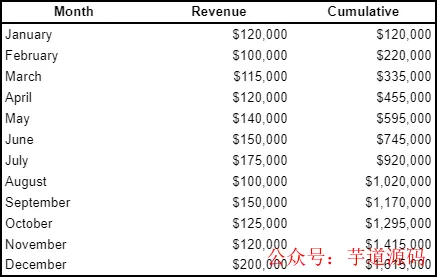 Month Revenue Cumulative
January $120,000 $120,000
February $100,000 $220,000
March $115,000 $335,000
April $120,000 $455,000
May $140,000 $595,000
June $150,000 $745,000
July $175,000 $920,000
August $100,000 $1,020,000
September $150,000 $1,170,000
October $125,000 $1,295,000
November $120,000 $1,415,000
December $200,000 $1,615,000
公众号：芋道源码